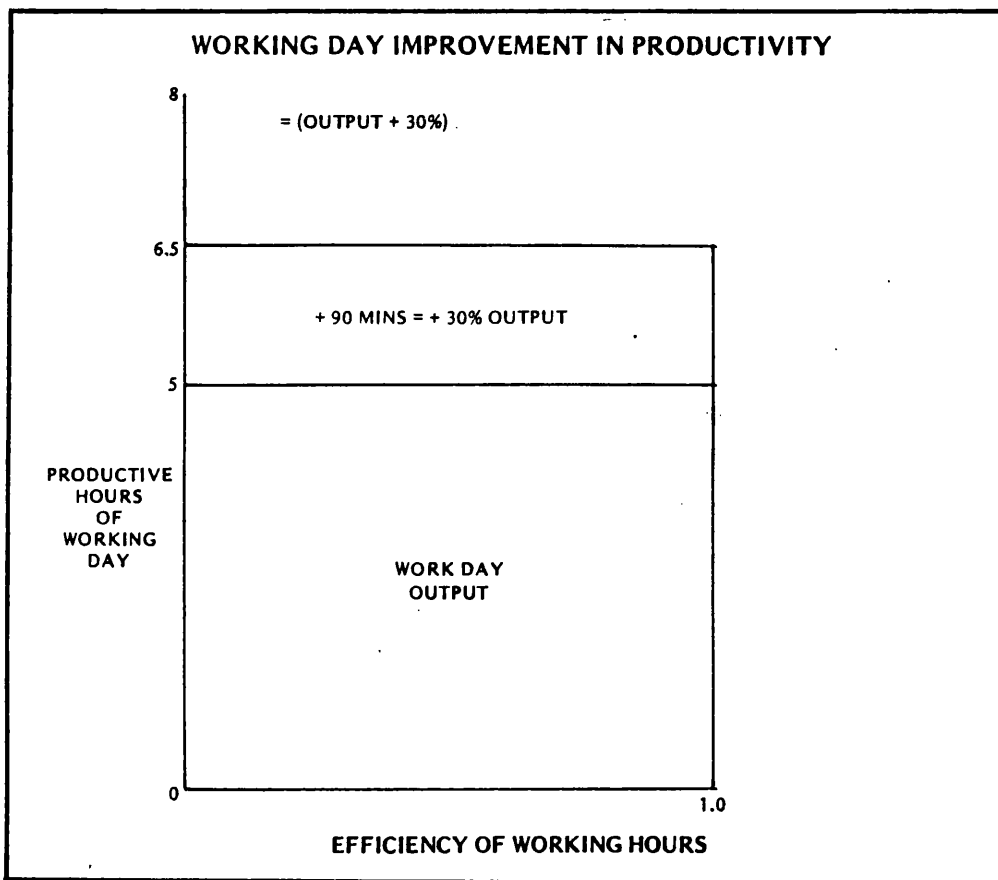 WORKING DAY IMPROVEMENT IN PRODUCTIVITY
8
= (OUTPUT + 30%)
6.5
+ 90 MINS = + 30% OUTPUT
5
PRODUCTIVE
HOURS
OF
WORKING
DAY
WORK DAY
OUTPUT
0
1.0
EFFICIENCY OF WORKING HOURS